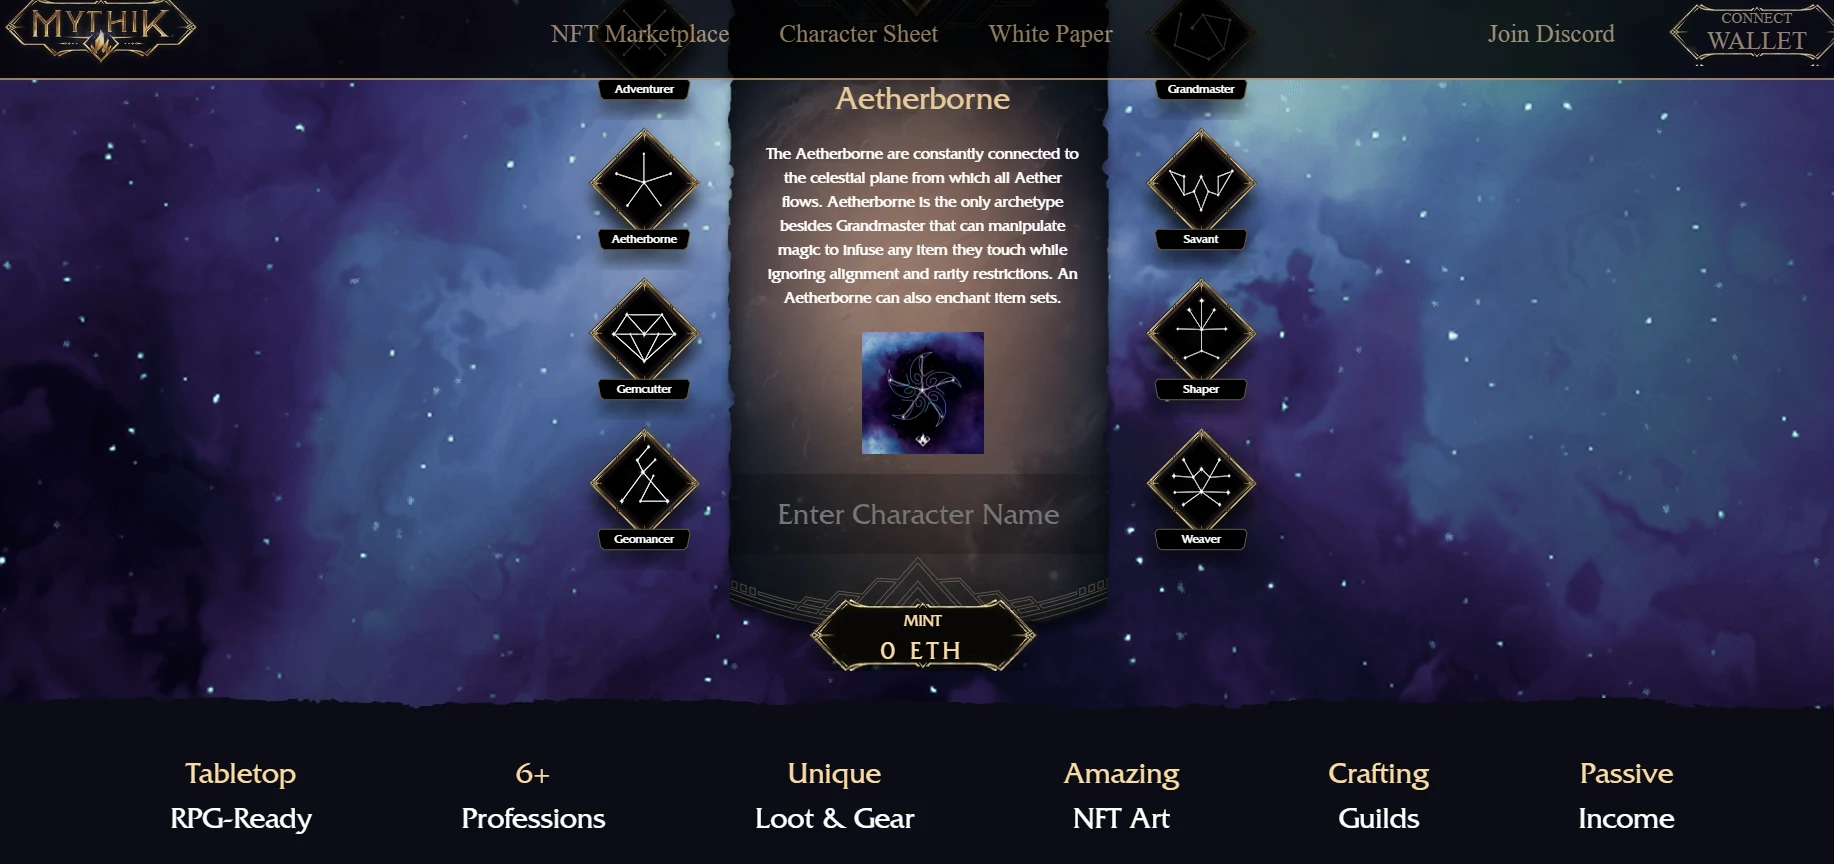 MYTHIK
NFT Marketplace
Character Sheet
White Paper
Join Discord
CONNECT
WALLET
Adventurer
Aetherborne
Gemcutter
Geomancer
Aetherborne
The Aetherborne are constantly connected to
the celestial plane from which all Aether
flows. Aetherborne is the only archetype
besides Grandmaster that can manipulate
magic to infuse any item they touch while
ignoring alignment and rarity restrictions. An
Aetherborne can also enchant item sets.
Enter Character Name
MINT
0 ETH
Grandmaster
Savant
Shaper
Weaver
Tabletop
RPG-Ready
6+
Professions
Unique
Loot & Gear
Amazing
NFT Art
Crafting
Guilds
Passive
Income